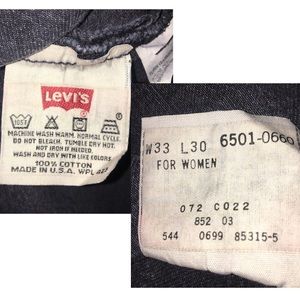 LEVI'S
®
105F
MACHINE WASH WARM. NORMAL CYCLE.
DO NOT BLEACH. TUMBLE DRY HOT.
HOT IRON IF NEEDED.
WASH AND DRY WITH LIKE COLORS.
100% COTTON
MADE IN U.S.A. WPL 423
W33 L30 6501-0660
FOR WOMEN
072 C022
852 03
544 0699 85315-5